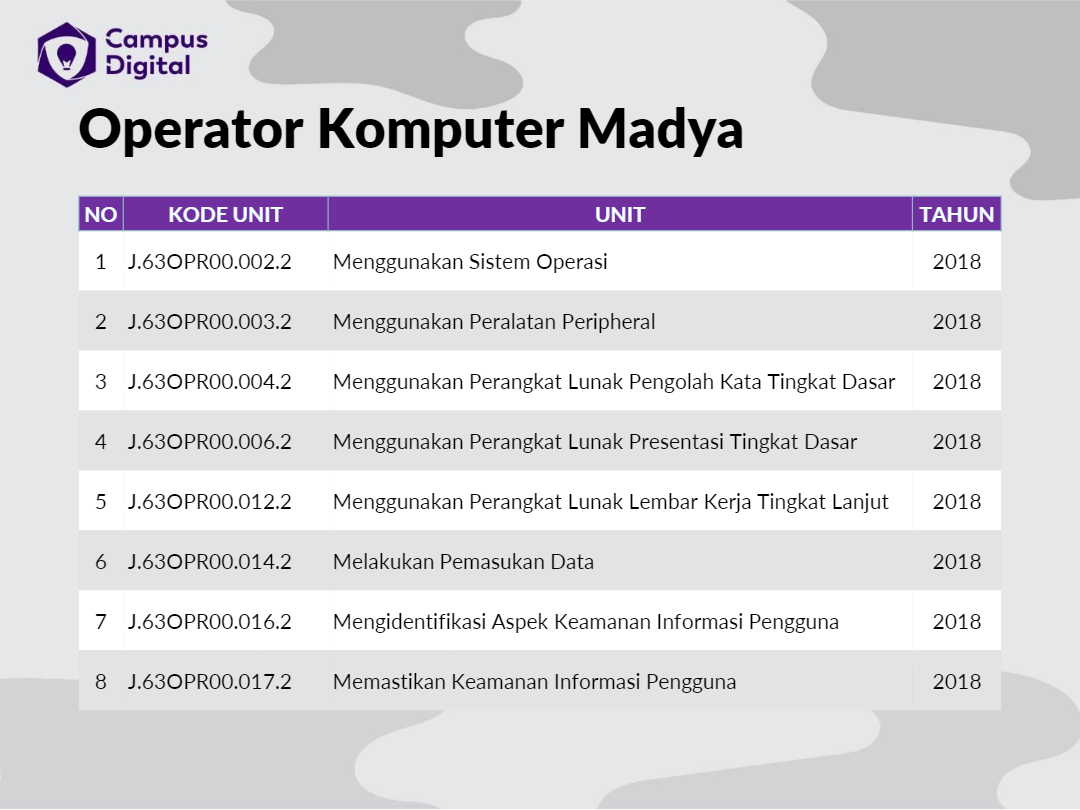 Campus
Digital
Operator Komputer Madya
NO KODE UNIT UNIT TAHUN
1 J.63OPR00.002.2 Menggunakan Sistem Operasi 2018
2 J.63OPR00.003.2 Menggunakan Peralatan Peripheral 2018
3 J.63OPR00.004.2 Menggunakan Perangkat Lunak Pengolah Kata Tingkat Dasar 2018
4 J.63OPR00.006.2 Menggunakan Perangkat Lunak Presentasi Tingkat Dasar 2018
5 J.63OPR00.012.2 Menggunakan Perangkat Lunak Lembar Kerja Tingkat Lanjut 2018
6 J.63OPR00.014.2 Melakukan Pemasukan Data 2018
7 J.63OPR00.016.2 Mengidentifikasi Aspek Keamanan Informasi Pengguna 2018
8 J.63OPR00.017.2 Memastikan Keamanan Informasi Pengguna 2018